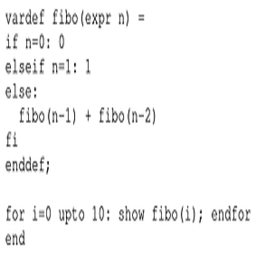 vardef fibo(expr n) =
if n=0: 0
elseif n=1: 1
else:
  fibo(n-1) + fibo(n-2)
fi
enddef;

for i=0 upto 10: show fibo(i); endfor
end